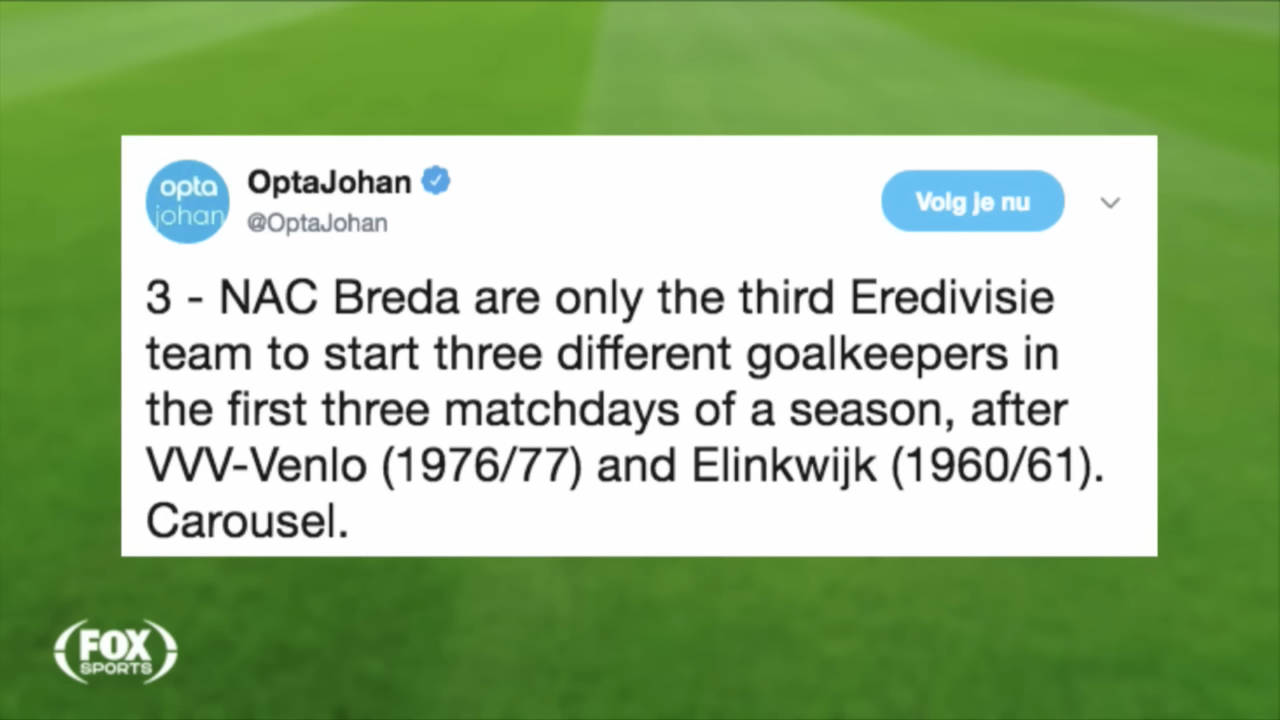 opta
johan
OptaJohan
@OptaJohan
Volg je nu
3 - NAC Breda are only the third Eredivisie
team to start three different goalkeepers in
the first three matchdays of a season, after
VVV-Venlo (1976/77) and Elinkwijk (1960/61).
Carousel.
FOX
SPORTS